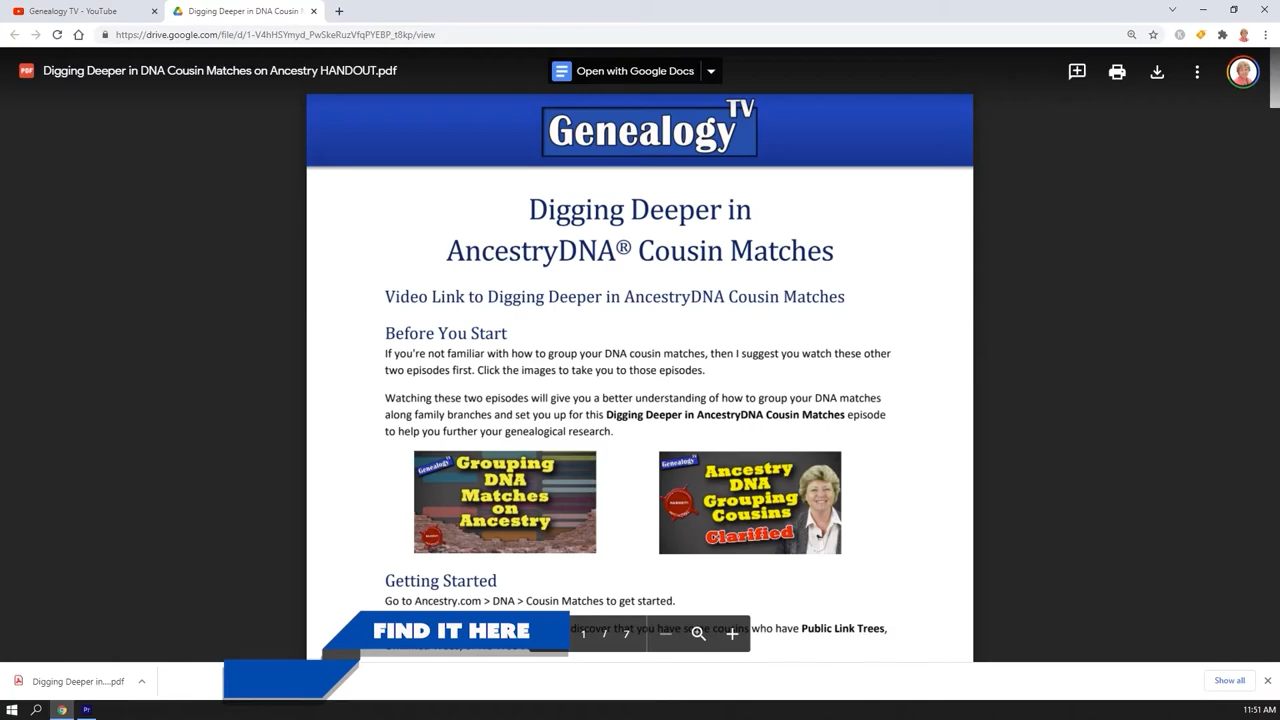 Genealogy TV - YouTube
Digging Deeper in DNA Cousin M
https://drive.google.com/file/d/1-V4hHSYmyd_PwSkeRuzVfqPYEBP_t8kp/view
PDF
Digging Deeper in DNA Cousin Matches on Ancestry HANDOUT.pdf
Open with Google Docs
Genealogy TV
Digging Deeper in
AncestryDNA® Cousin Matches
Video Link to Digging Deeper in AncestryDNA Cousin Matches
Before You Start
If you're not familiar with how to group your DNA cousin matches, then I suggest you watch these other
two episodes first. Click the images to take you to those episodes.
Watching these two episodes will give you a better understanding of how to group your DNA matches
along family branches and set you up for this Digging Deeper in AncestryDNA Cousin Matches episode
to help you further your genealogical research.
Genealogy
Grouping
DNA
Matches
on
Ancestry
Genealogy
Ancestry
DNA
Grouping
Cousins
Clarified
Getting Started
Go to Ancestry.com > DNA > Cousin Matches to get started.
discover that you have some cousins who have Public Link Trees,
FIND IT HERE
1 / 7
Digging Deeper in....pdf
Show all
Pr
11:51 AM